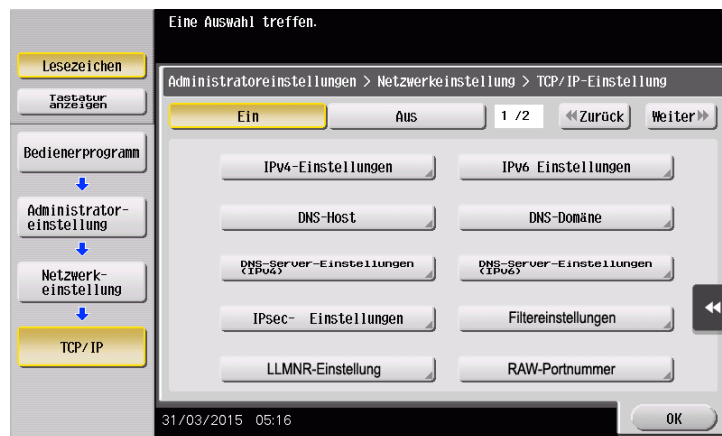 Eine Auswahl treffen.
Lesezeichen
Tastatur
anzeigen
Bedienerprogramm
Administrator-
einstellung
Netzwerk-
einstellung
TCP/IP
Administratoreinstellungen > Netzwerkeinstellung > TCP/IP-Einstellung
Ein Aus 1 /2 Zurück Weiter
IPv4-Einstellungen IPv6 Einstellungen
DNS-Host DNS-Domäne
DNS-Server-Einstellungen
(IPv4)
DNS-Server-Einstellungen
(IPv6)
IPsec- Einstellungen Filtereinstellungen
LLMNR-Einstellung RAW-Portnummer
31/03/2015 05:16 OK